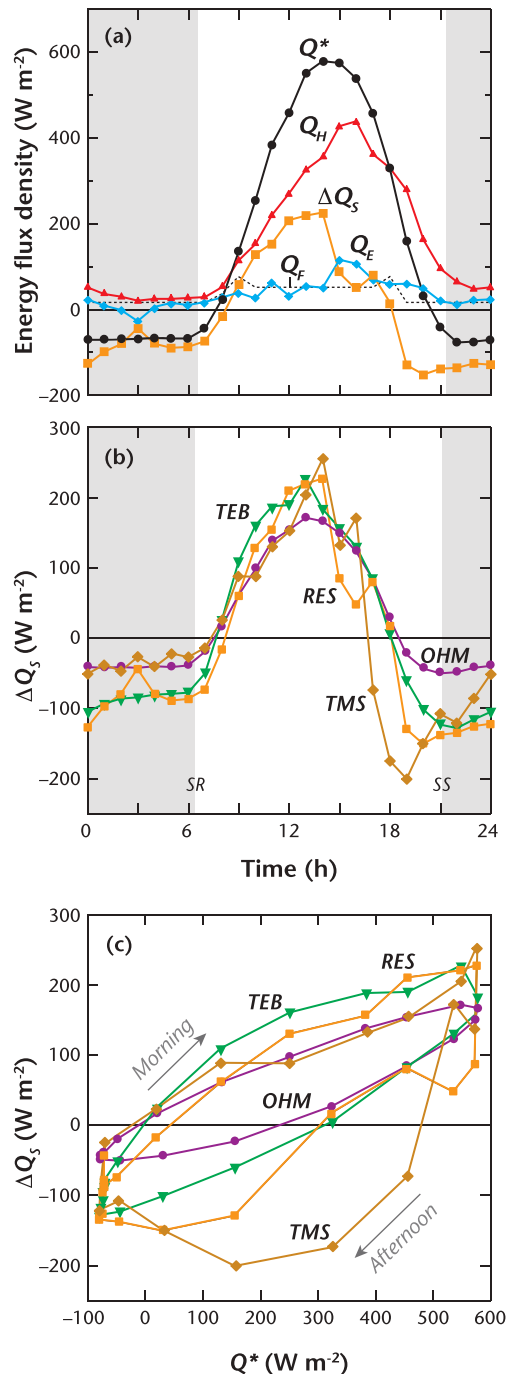 (a)
Q*
Q_H
ΔQ_S
Q_F
Q_E
Energy flux density (W m⁻²)
600
400
200
0
−200
(b)
TEB
RES
OHM
TMS
SR
SS
ΔQ_S (W m⁻²)
300
200
100
0
−100
−200
0 6 12 18 24
Time (h)
(c)
RES
TEB
Morning
OHM
TMS
Afternoon
ΔQ_S (W m⁻²)
300
200
100
0
−100
−200
−100 0 100 200 300 400 500 600
Q* (W m⁻²)